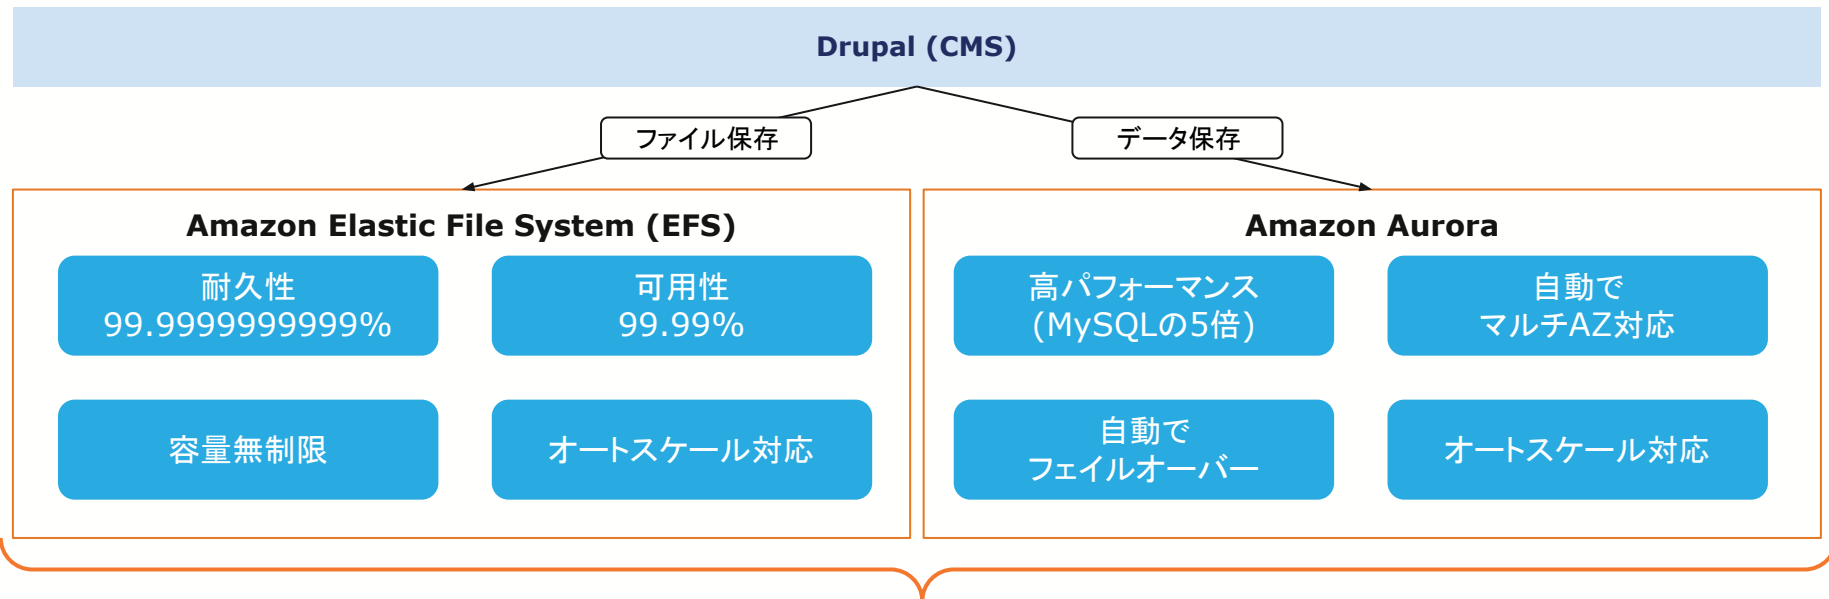 Drupal (CMS)
ファイル保存
データ保存
Amazon Elastic File System (EFS)
耐久性
99.9999999999%
可用性
99.99%
容量無制限
オートスケール対応
Amazon Aurora
高パフォーマンス
(MySQLの5倍)
自動で
マルチAZ対応
自動で
フェイルオーバー
オートスケール対応